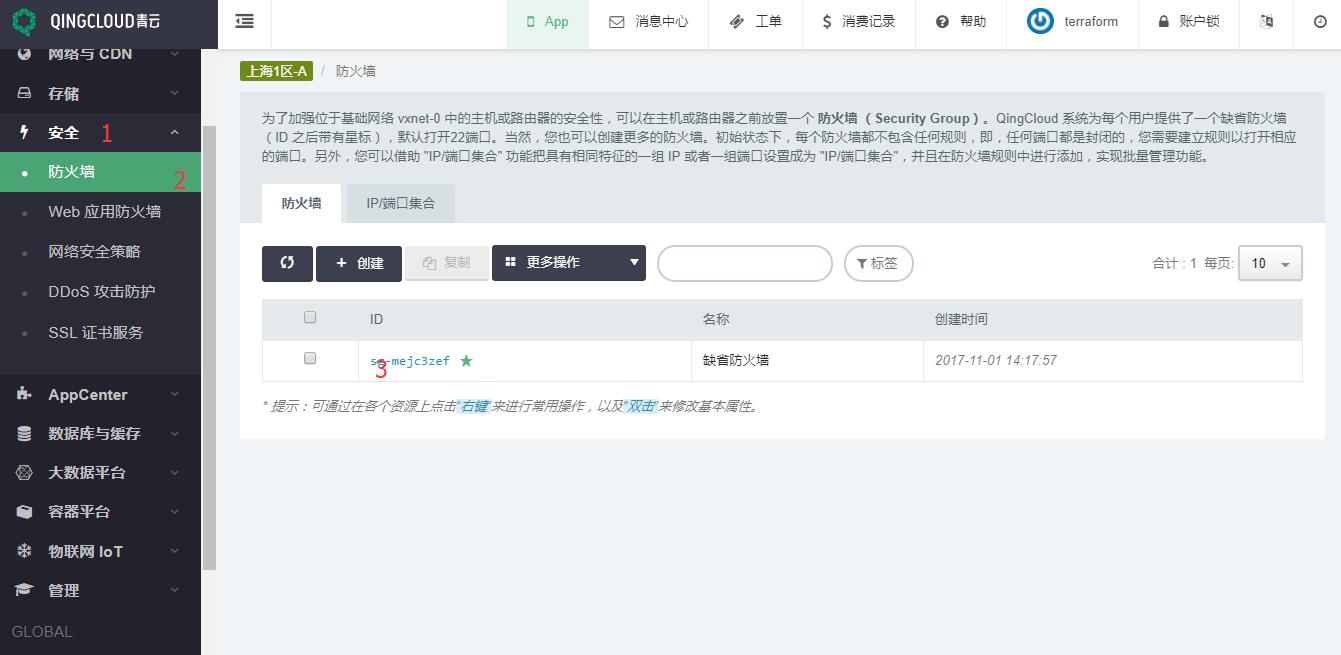 QINGCLOUD青云
App
消息中心
工单
消费记录
帮助
terraform
账户锁
网络与 CDN
存储
安全
1
防火墙
2
Web 应用防火墙
网络安全策略
DDoS 攻击防护
SSL 证书服务
AppCenter
数据库与缓存
大数据平台
容器平台
物联网 IoT
管理
GLOBAL
上海1区-A / 防火墙
为了加强位于基础网络 vxnet-0 中的主机或路由器的安全性，可以在主机或路由器之前放置一个 防火墙 （ Security Group ）。QingCloud 系统为每个用户提供了一个缺省防火墙
（ ID 之后带有星标），默认打开22端口。当然，您也可以创建更多的防火墙。初始状态下，每个防火墙都不包含任何规则，即，任何端口都是封闭的，您需要建立规则以打开相应
的端口。另外，您可以借助 "IP/端口集合" 功能把具有相同特征的一组 IP 或者一组端口设置成为 "IP/端口集合"，并且在防火墙规则中进行添加，实现批量管理功能。
防火墙
IP/端口集合
+ 创建
复制
更多操作
标签
合计 : 1 每页:
10
ID
名称
创建时间
sg-mejc3zef
3
缺省防火墙
2017-11-01 14:17:57
* 提示：可通过在各个资源上点击"右键"来进行常用操作，以及"双击"来修改基本属性。